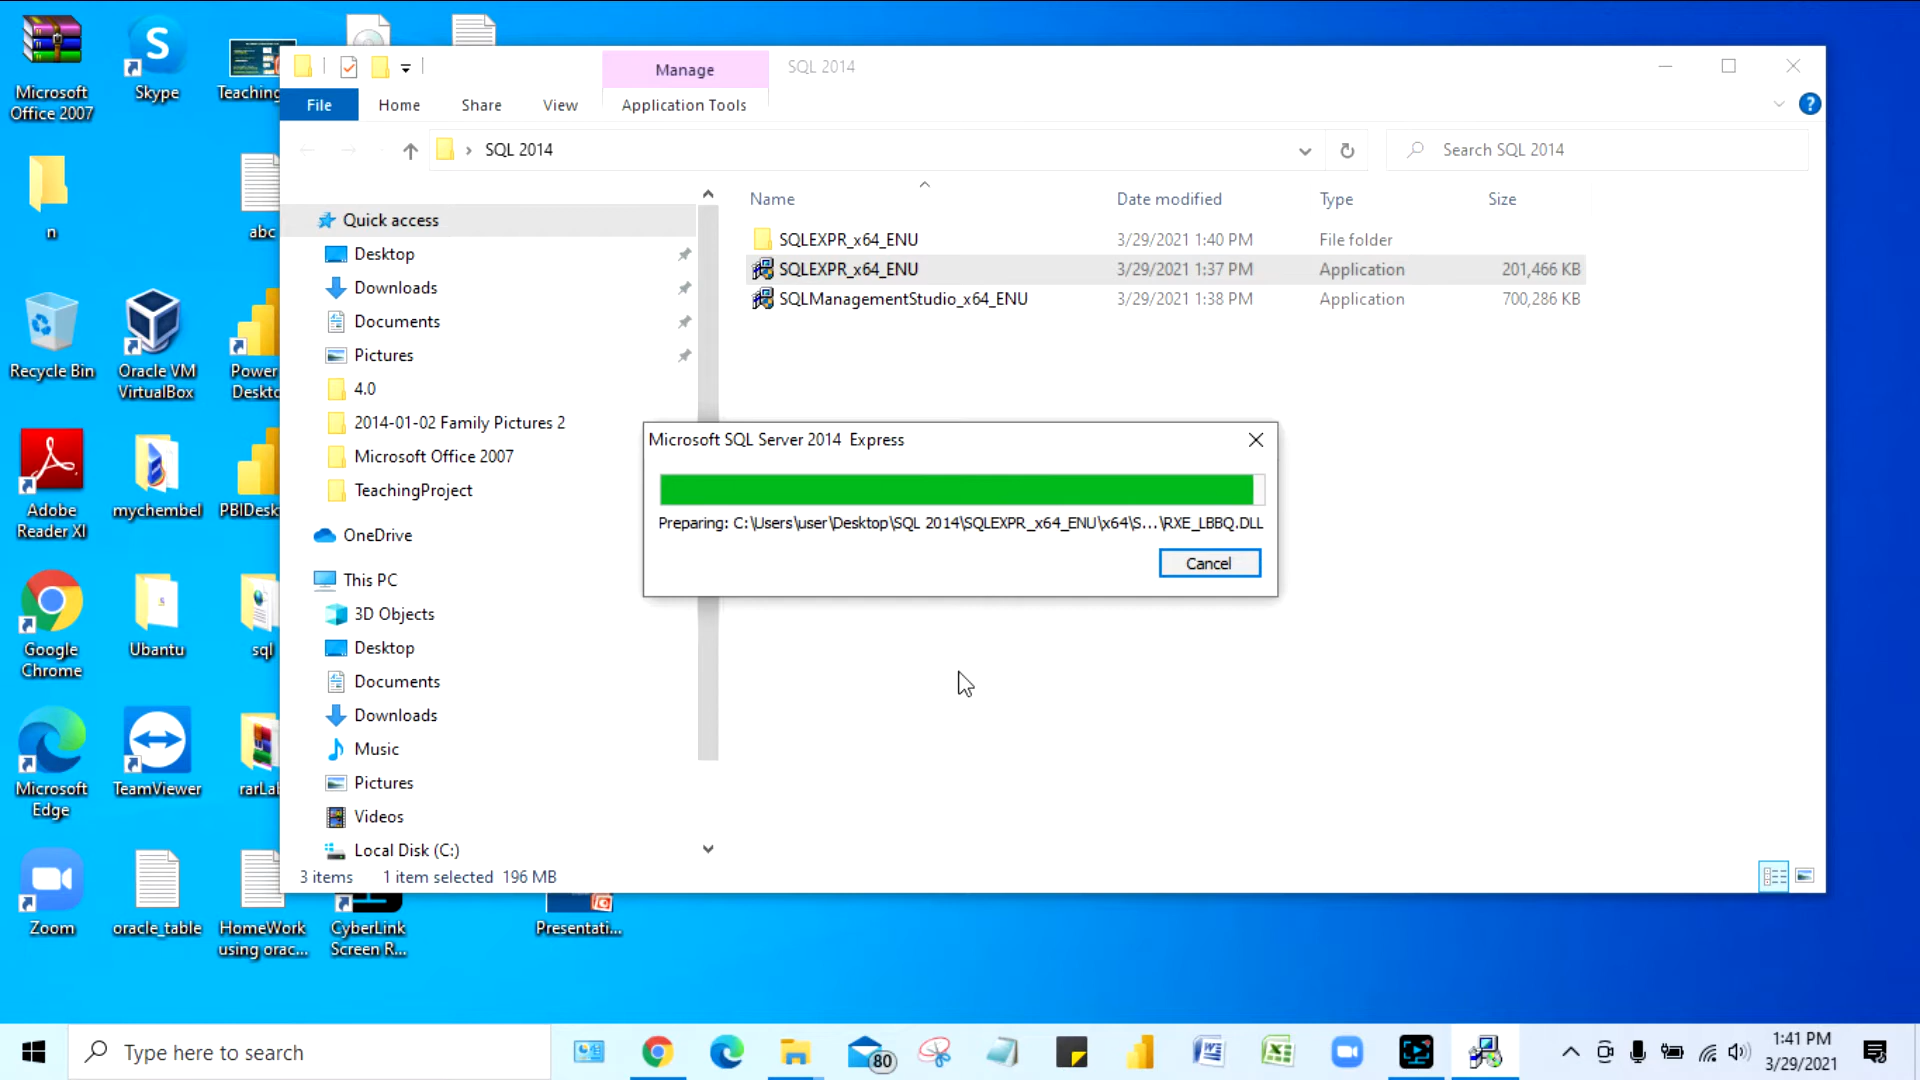 Microsoft
Office 2007
Skype
Teaching
n
abc
Recycle Bin
Oracle VM
VirtualBox
Power
Deskto
Adobe
Reader XI
mychembel
PBIDesk
Google
Chrome
Ubantu
sql
Microsoft
Edge
TeamViewer
rarLa
Zoom
oracle_table
HomeWork
using orac...
CyberLink
Screen R...
Presentati...
Manage
SQL 2014
File
Home
Share
View
Application Tools
SQL 2014
Search SQL 2014
Quick access
Desktop
Downloads
Documents
Pictures
4.0
2014-01-02 Family Pictures 2
Microsoft Office 2007
TeachingProject
OneDrive
This PC
3D Objects
Desktop
Documents
Downloads
Music
Pictures
Videos
Local Disk (C:)
Name Date modified Type Size
SQLEXPR_x64_ENU 3/29/2021 1:40 PM File folder
SQLEXPR_x64_ENU 3/29/2021 1:37 PM Application 201,466 KB
SQLManagementStudio_x64_ENU 3/29/2021 1:38 PM Application 700,286 KB
Microsoft SQL Server 2014 Express
Preparing: C:\Users\user\Desktop\SQL 2014\SQLEXPR_x64_ENU\x64\S...\RXE_LBBQ.DLL
Cancel
3 items 1 item selected 196 MB
Type here to search
80
1:41 PM
3/29/2021